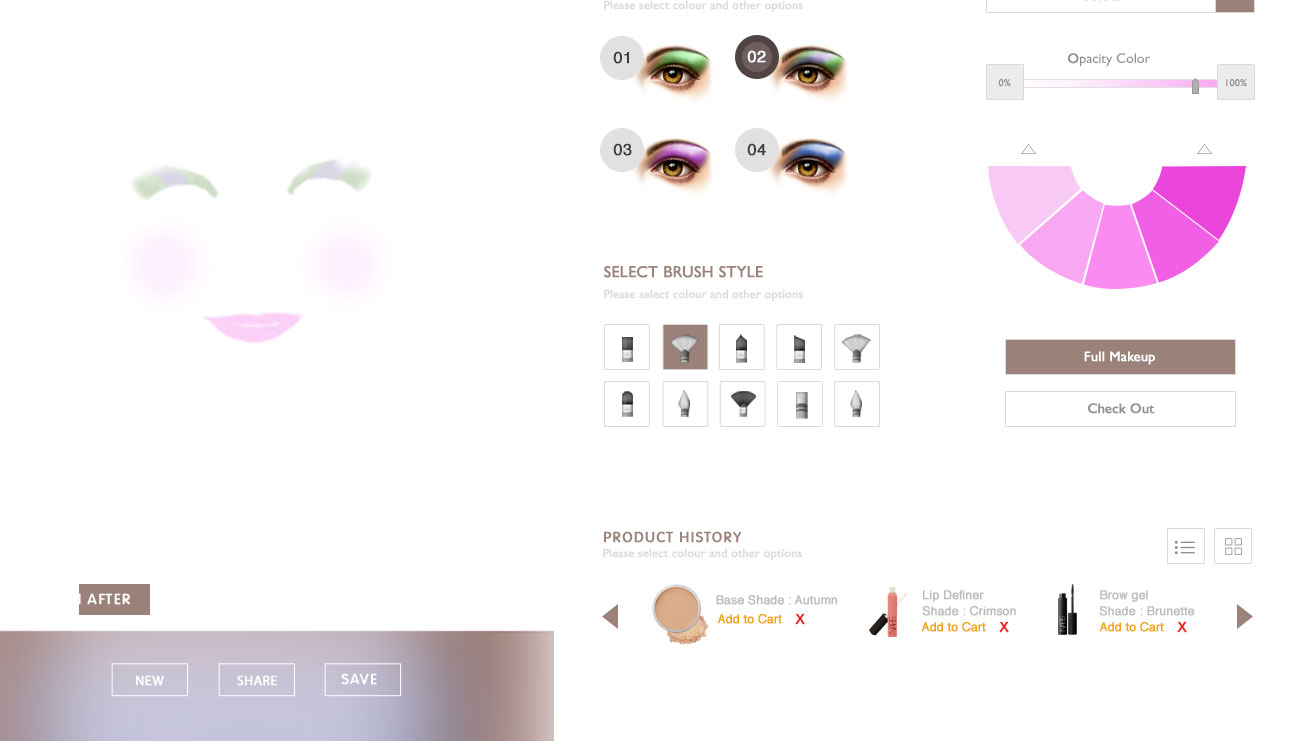 Please select colour and other options
01
02
03
04
Opacity Color
0%
100%
SELECT BRUSH STYLE
Please select colour and other options
Full Makeup
Check Out
PRODUCT HISTORY
Please select colour and other options
Base Shade : Autumn
Add to Cart X
Lip Definer
Shade : Crimson
Add to Cart X
Brow gel
Shade : Brunette
Add to Cart X
AFTER
NEW
SHARE
SAVE